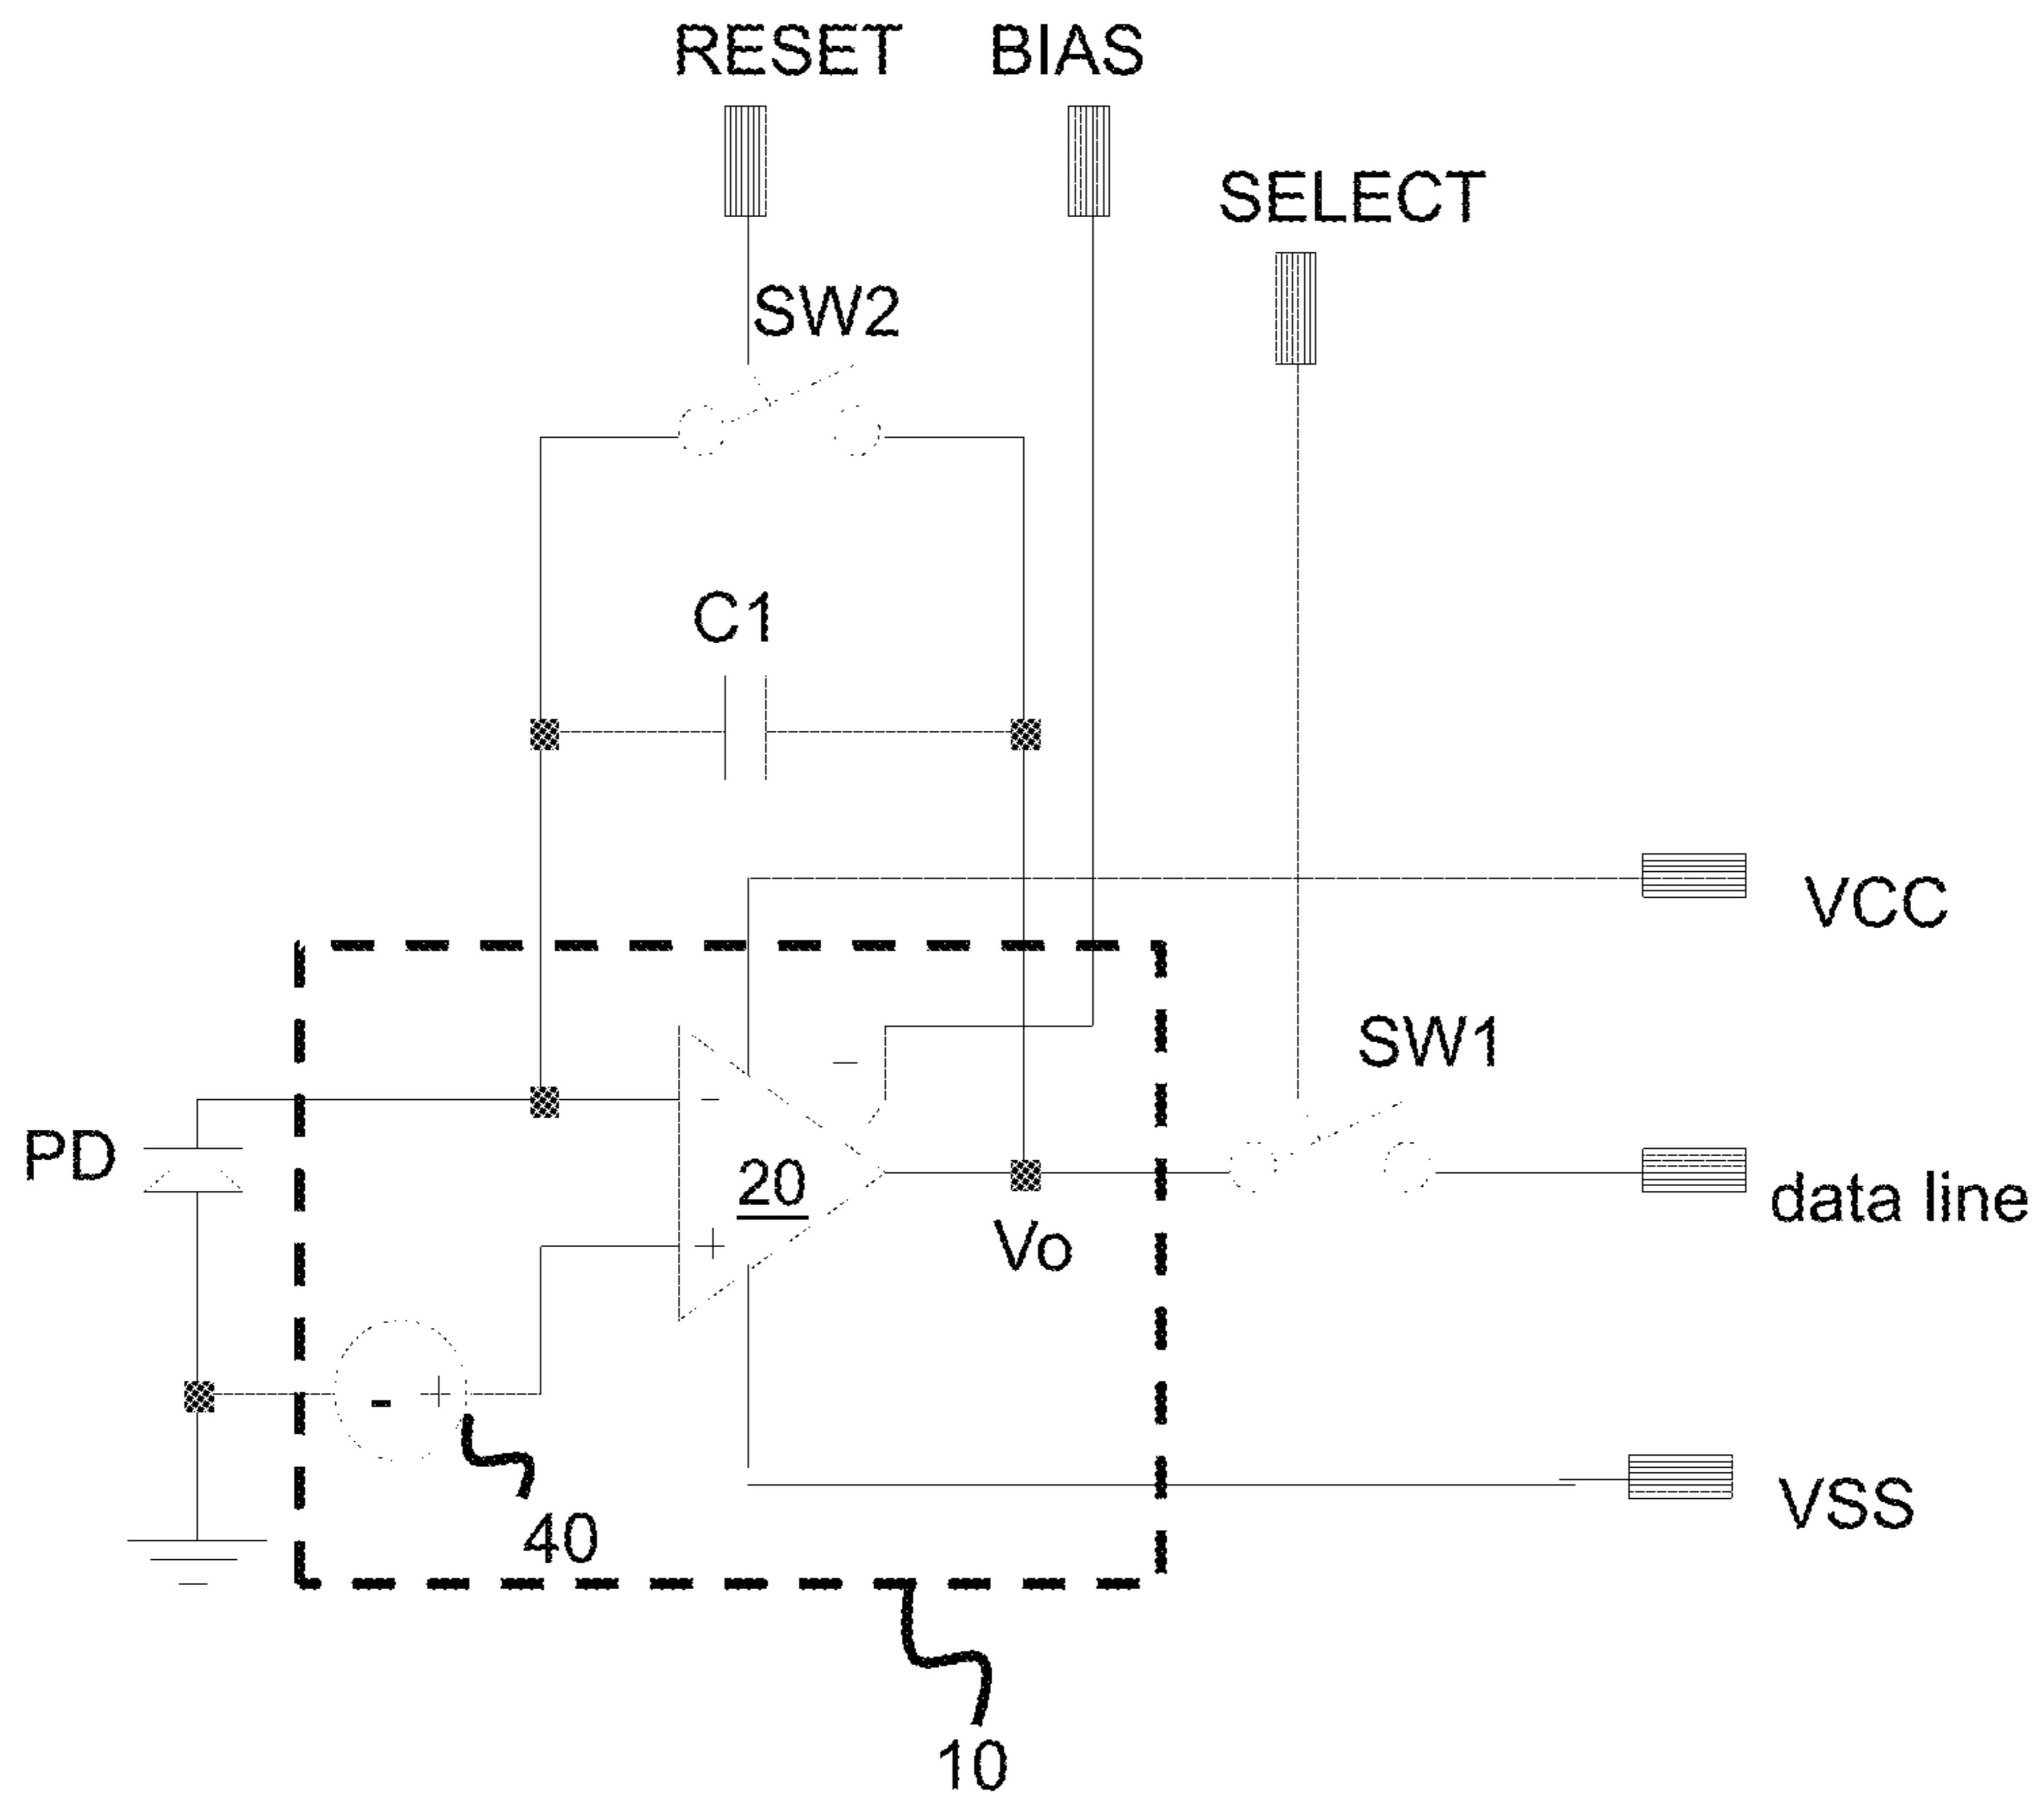 RESET
BIAS
SELECT
SW2
C1
VCC
SW1
PD
-
-
20
data line
+
Vo
- +
VSS
40
10